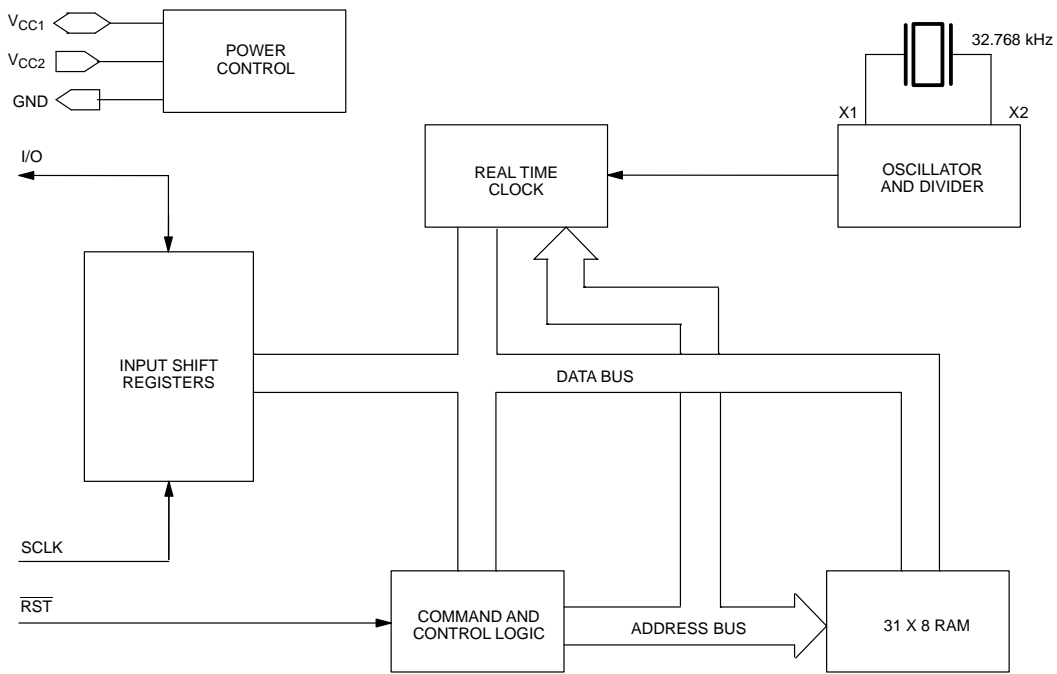 VCC1
VCC2
GND
POWER
CONTROL
32.768 kHz
X1
X2
I/O
REAL TIME
CLOCK
OSCILLATOR
AND DIVIDER
INPUT SHIFT
REGISTERS
DATA BUS
SCLK
RST
COMMAND AND
CONTROL LOGIC
ADDRESS BUS
31 X 8 RAM